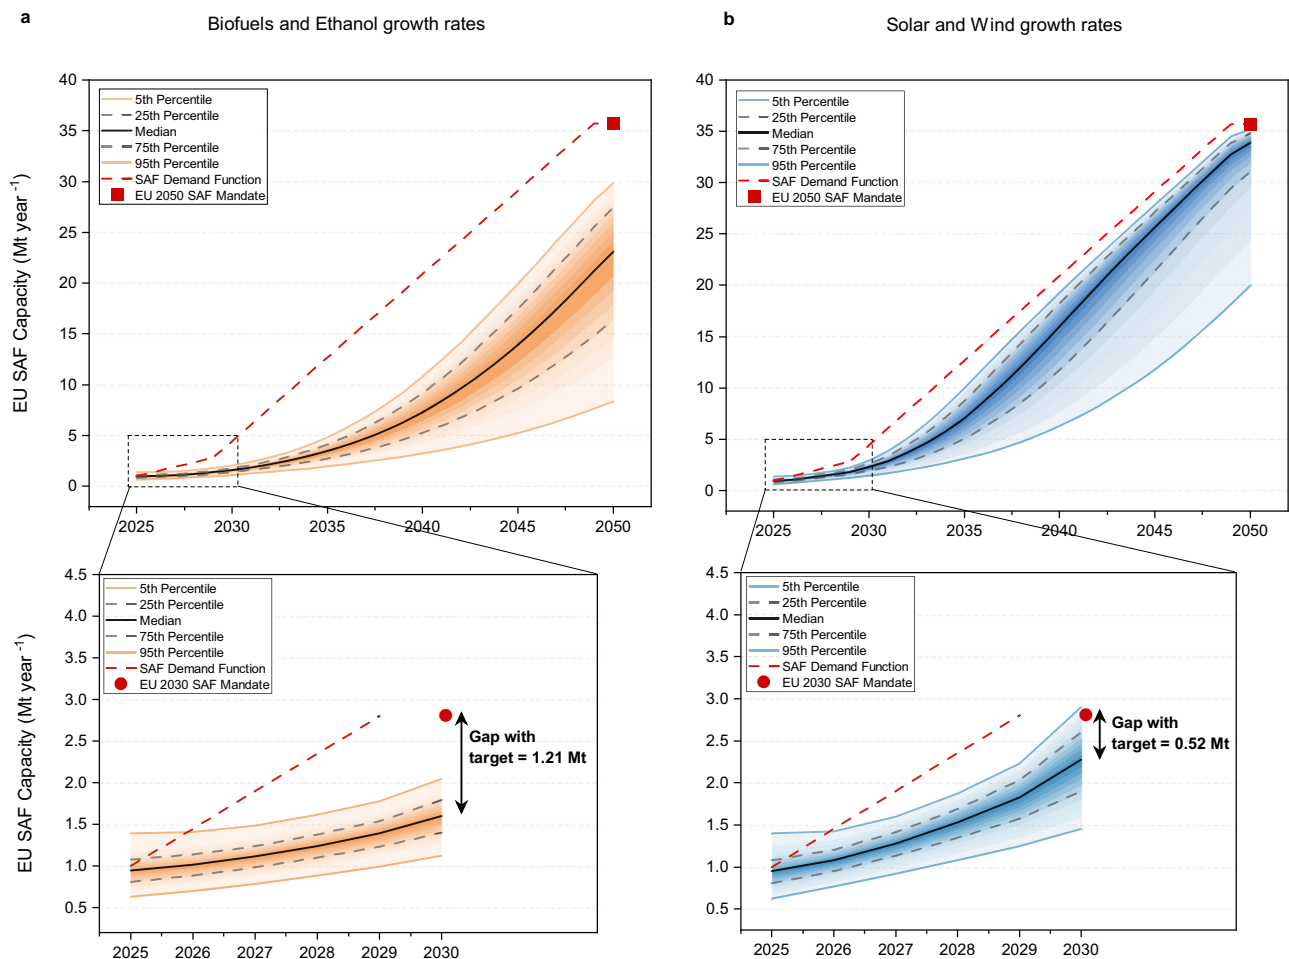 a
Biofuels and Ethanol growth rates
EU SAF Capacity (Mt year -1)
40
35
30
25
20
15
10
5
0
5th Percentile
25th Percentile
Median
75th Percentile
95th Percentile
SAF Demand Function
EU 2050 SAF Mandate
2025 2030 2035 2040 2045 2050
b
Solar and Wind growth rates
40
35
30
25
20
15
10
5
0
5th Percentile
25th Percentile
Median
75th Percentile
95th Percentile
SAF Demand Function
EU 2050 SAF Mandate
2025 2030 2035 2040 2045 2050
EU SAF Capacity (Mt year -1)
4.5
4.0
3.5
3.0
2.5
2.0
1.5
1.0
0.5
5th Percentile
25th Percentile
Median
75th Percentile
95th Percentile
SAF Demand Function
EU 2030 SAF Mandate
Gap with
target = 1.21 Mt
2025 2026 2027 2028 2029 2030
4.5
4.0
3.5
3.0
2.5
2.0
1.5
1.0
0.5
5th Percentile
25th Percentile
Median
75th Percentile
95th Percentile
SAF Demand Function
EU 2030 SAF Mandate
Gap with
target = 0.52 Mt
2025 2026 2027 2028 2029 2030